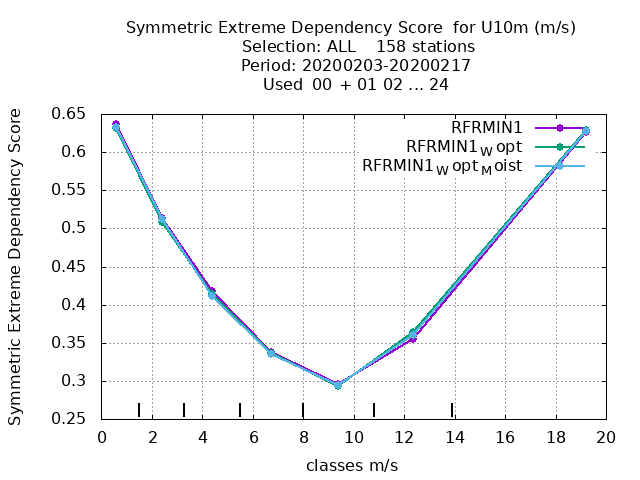 Symmetric Extreme Dependency Score for U10m (m/s)
Selection: ALL 158 stations
Period: 20200203-20200217
Used 00 + 01 02 ... 24
Symmetric Extreme Dependency Score
0.65
0.6
0.55
0.5
0.45
0.4
0.35
0.3
0.25
RFRMIN1
RFRMIN1Wopt
RFRMIN1WoptMoist
0 2 4 6 8 10 12 14 16 18 20
classes m/s